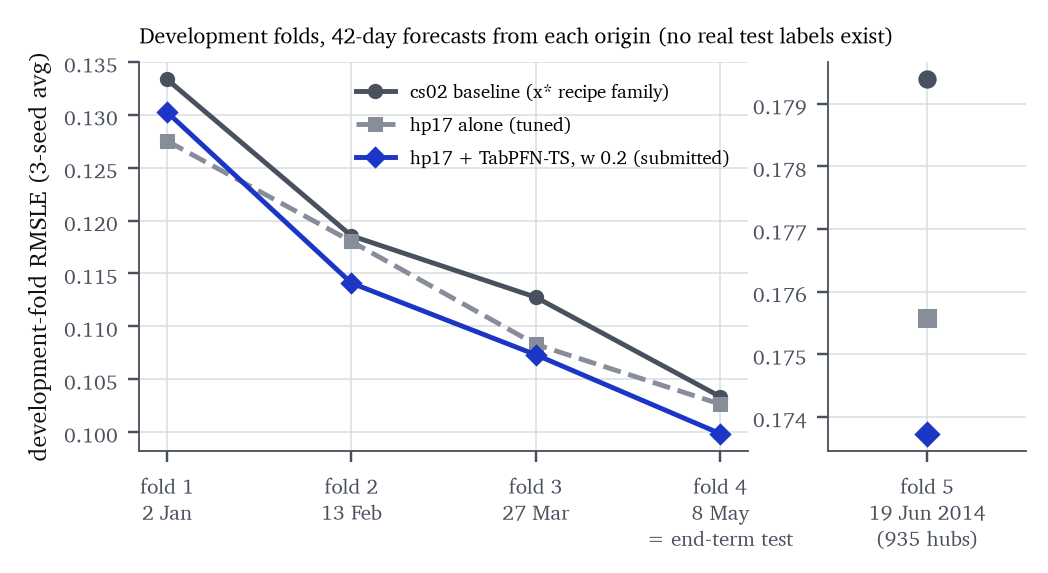 Development folds, 42-day forecasts from each origin (no real test labels exist)
development-fold RMSLE (3-seed avg)
0.135
0.130
0.125
0.120
0.115
0.110
0.105
0.100
cs02 baseline (x* recipe family)
hp17 alone (tuned)
hp17 + TabPFN-TS, w 0.2 (submitted)
fold 1
2 Jan
fold 2
13 Feb
fold 3
27 Mar
fold 4
8 May
= end-term test
0.179
0.178
0.177
0.176
0.175
0.174
fold 5
19 Jun 2014
(935 hubs)